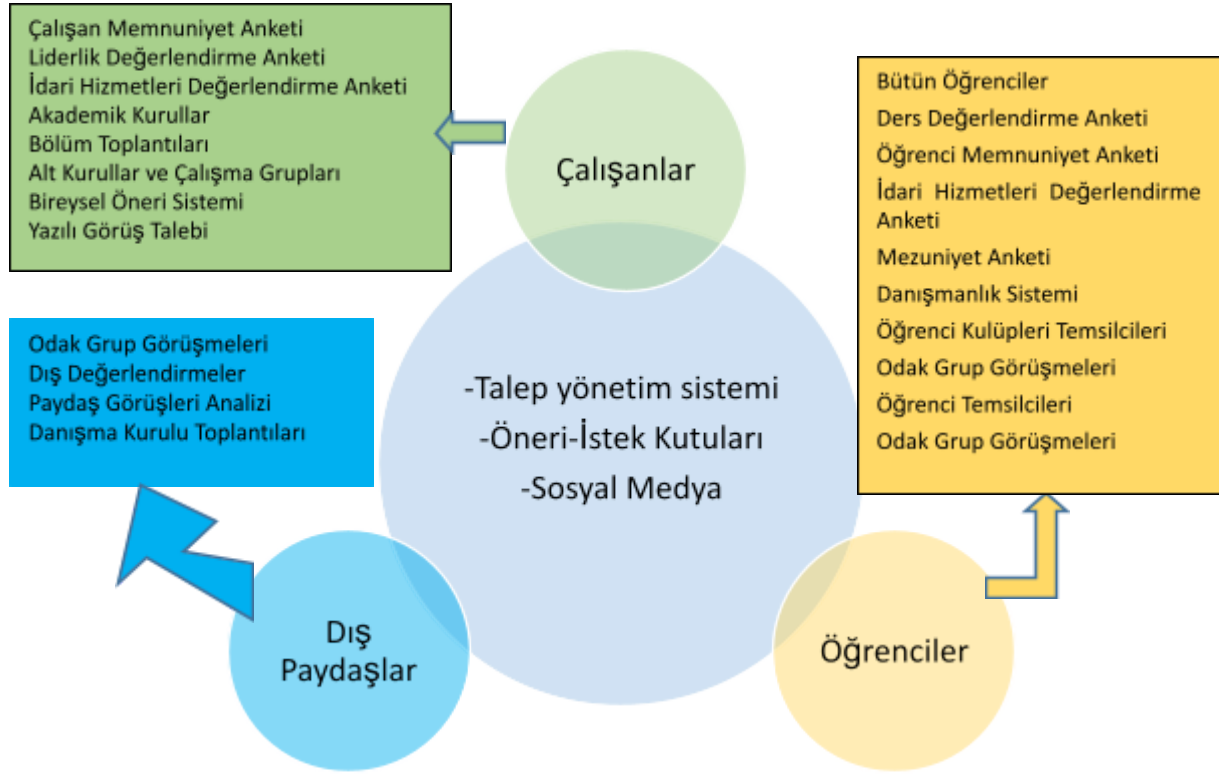 Çalışan Memnuniyet Anketi
Liderlik Değerlendirme Anketi
İdari Hizmetleri Değerlendirme Anketi
Akademik Kurullar
Bölüm Toplantıları
Alt Kurullar ve Çalışma Grupları
Bireysel Öneri Sistemi
Yazılı Görüş Talebi
Çalışanlar
Bütün Öğrenciler
Ders Değerlendirme Anketi
Öğrenci Memnuniyet Anketi
İdari Hizmetleri Değerlendirme
Anketi
Mezuniyet Anketi
Danışmanlık Sistemi
Öğrenci Kulüpleri Temsilcileri
Odak Grup Görüşmeleri
Öğrenci Temsilcileri
Odak Grup Görüşmeleri
Odak Grup Görüşmeleri
Dış Değerlendirmeler
Paydaş Görüşleri Analizi
Danışma Kurulu Toplantıları
-Talep yönetim sistemi
-Öneri-İstek Kutuları
-Sosyal Medya
Dış
Paydaşlar
Öğrenciler